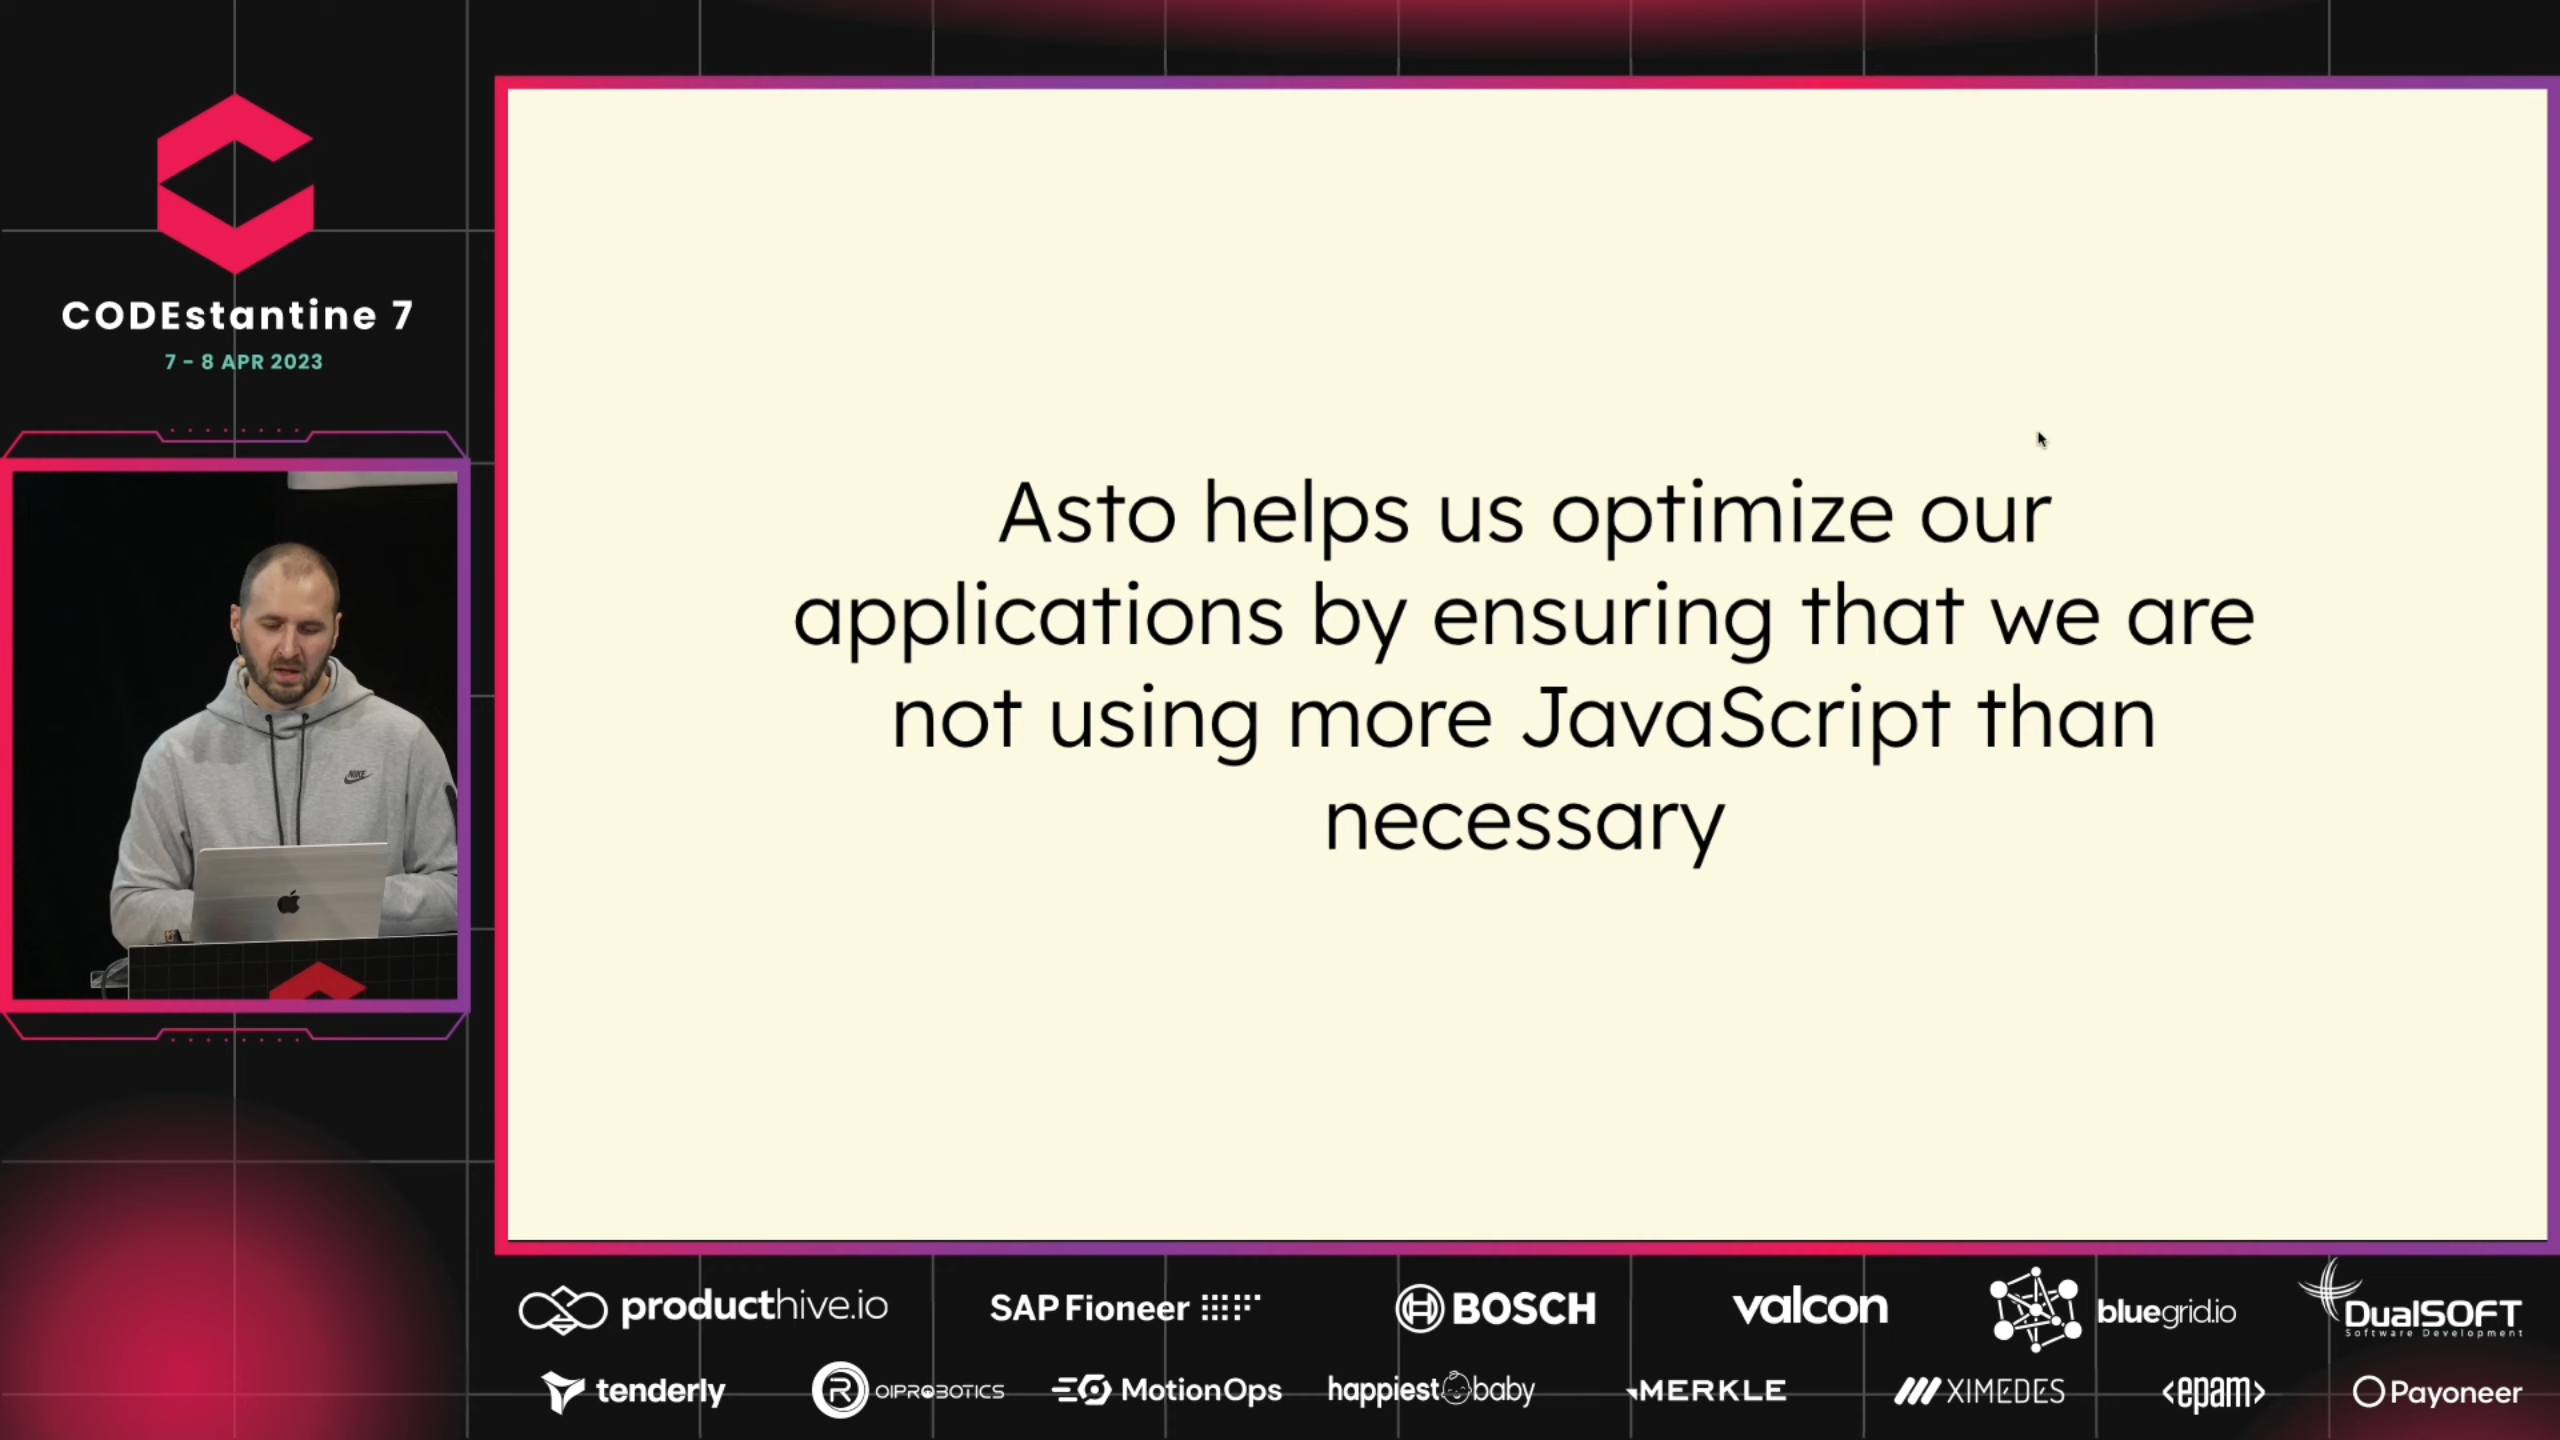 CODEstantine 7
7 - 8 APR 2023
NIKE
Asto helps us optimize our
applications by ensuring that we are
not using more JavaScript than
necessary
producthive.io
SAP Fioneer
BOSCH
valcon
bluegrid.io
DualSOFT
Software Development
tenderly
R
OIPROBOTICS
MotionOps
happiest baby
MERKLE
XIMEDES
<epam>
Payoneer